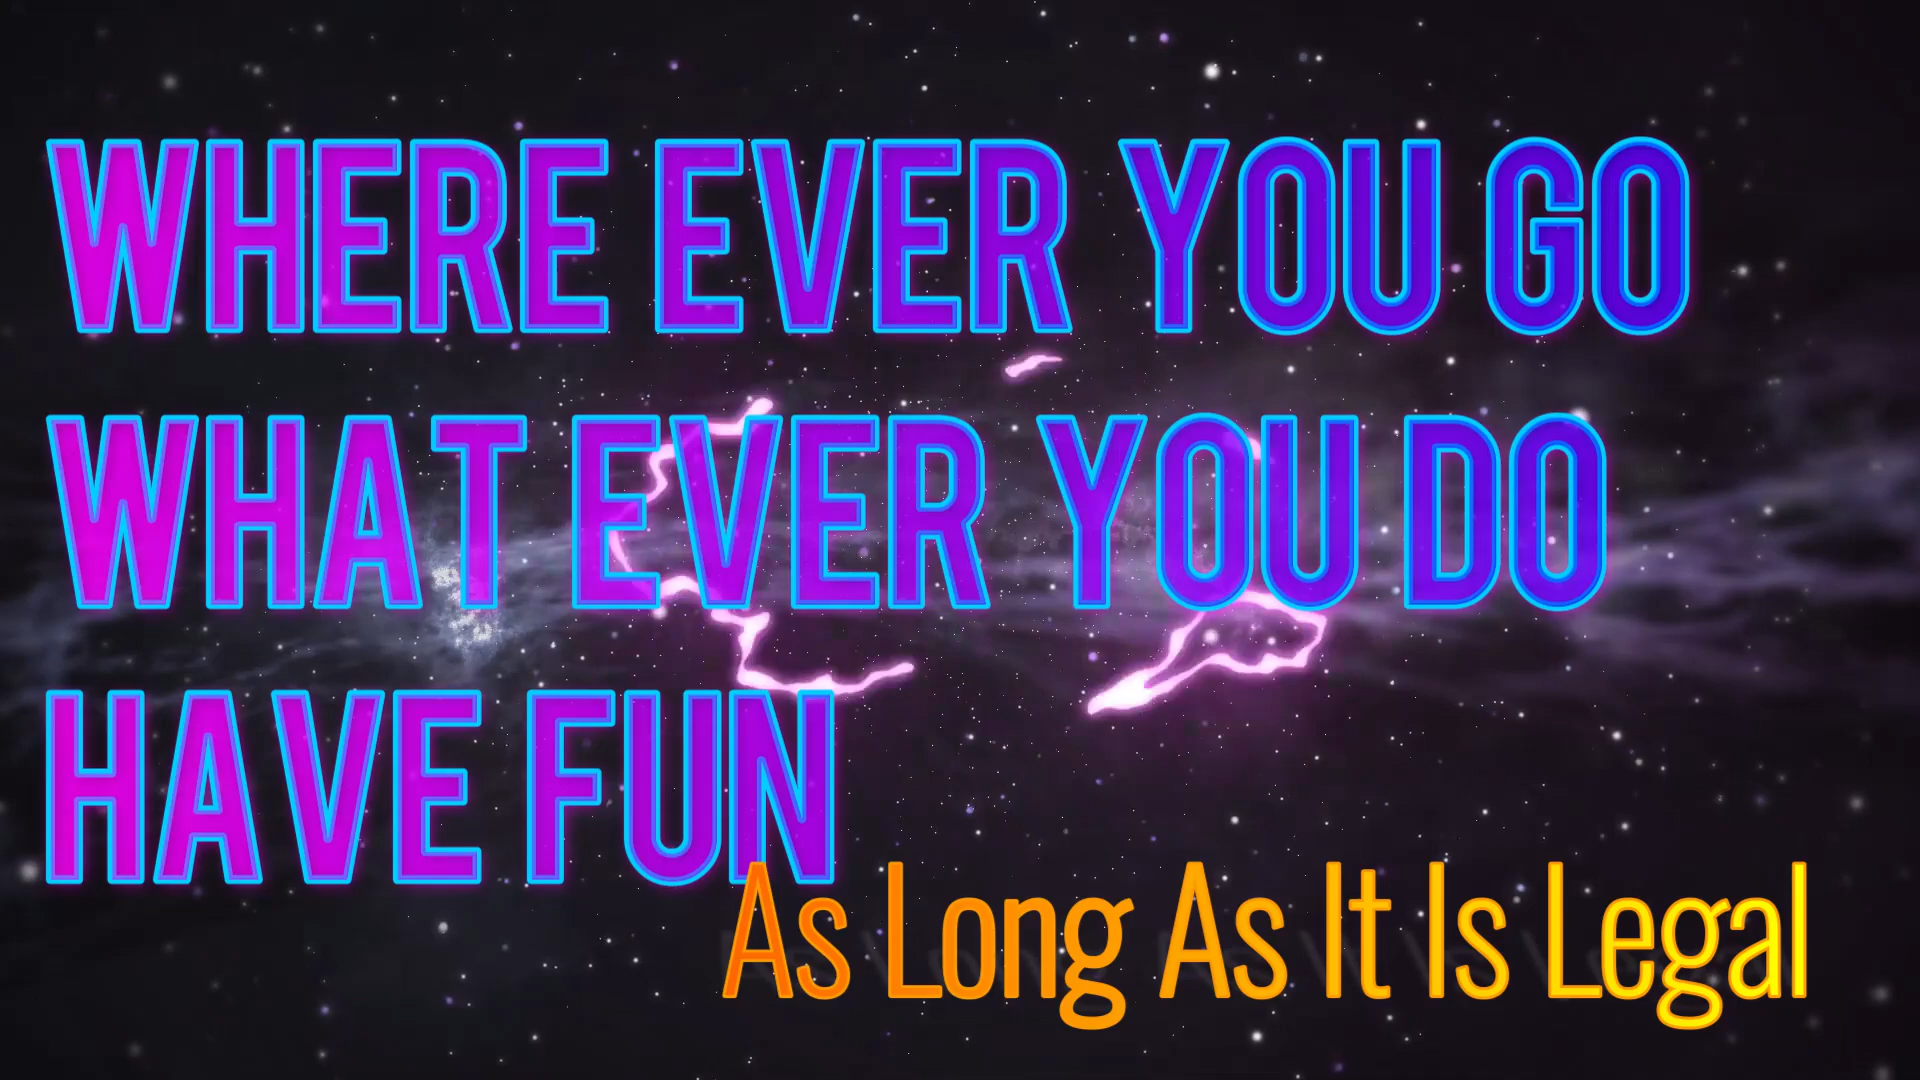 WHERE EVER YOU GO
WHAT EVER YOU DO
HAVE FUN
As Long As It Is Legal